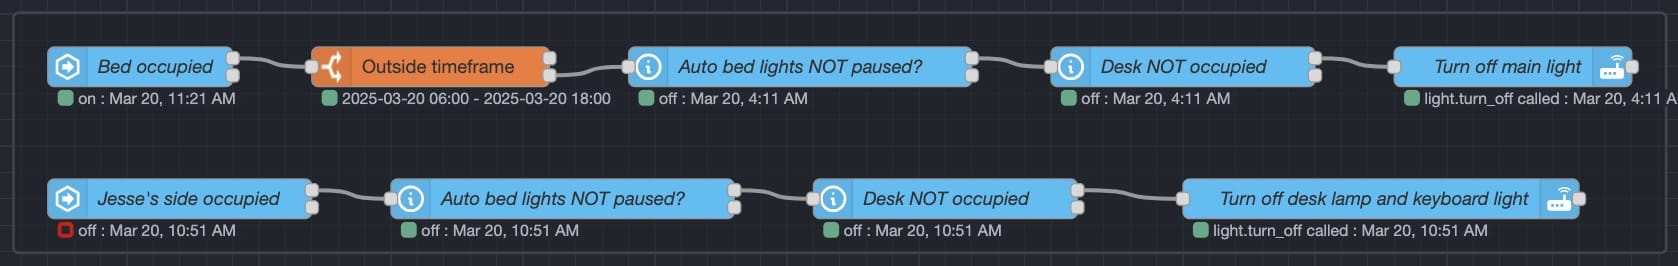 Bed occupied
Outside timeframe
Auto bed lights NOT paused?
Desk NOT occupied
Turn off main light
on : Mar 20, 11:21 AM
2025-03-20 06:00 - 2025-03-20 18:00
off : Mar 20, 4:11 AM
off : Mar 20, 4:11 AM
light.turn_off called : Mar 20, 4:11 A
Jesse's side occupied
Auto bed lights NOT paused?
Desk NOT occupied
Turn off desk lamp and keyboard light
off : Mar 20, 10:51 AM
off : Mar 20, 10:51 AM
off : Mar 20, 10:51 AM
light.turn_off called : Mar 20, 10:51 AM